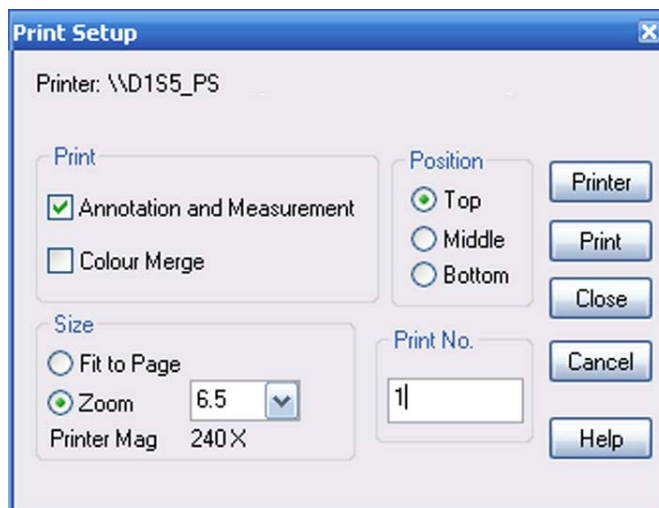 Print Setup
Printer: \\D1S5_PS
Print
Annotation and Measurement
Colour Merge
Position
Top
Middle
Bottom
Printer
Print
Close
Cancel
Help
Size
Fit to Page
Zoom 6.5
Printer Mag 240X
Print No.
1